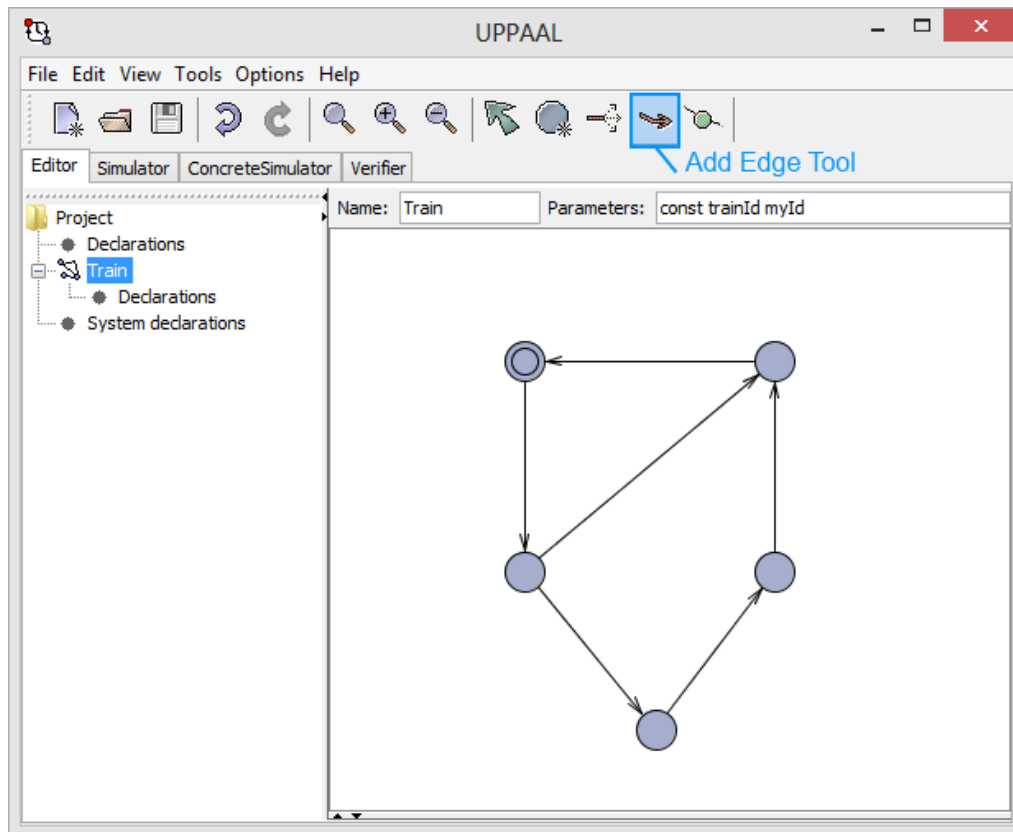 UPPAAL
File Edit View Tools Options Help
Editor Simulator ConcreteSimulator Verifier
Add Edge Tool
Project
Declarations
Train
Declarations
System declarations
Name: Train Parameters: const trainId myId